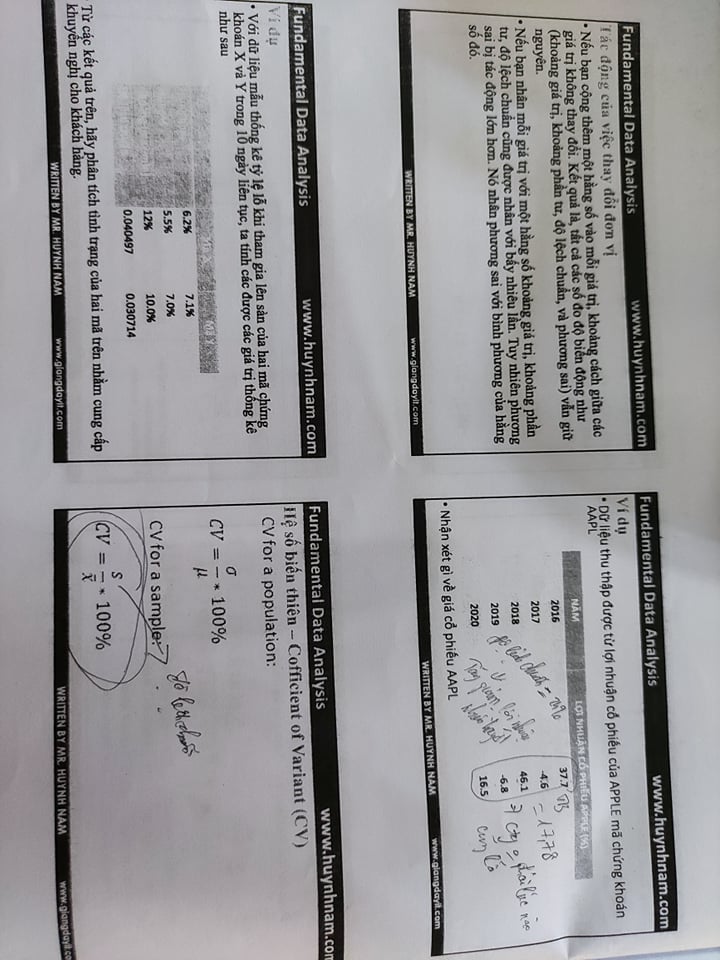 Fundamental Data Analysis www.huynhnam.com
Tác động của việc thay đổi đơn vị
• Nếu bạn cộng thêm một hằng số vào mỗi giá trị, khoảng cách giữa các
giá trị không thay đổi. Kết quả là, tất cả các số đo độ biến động như
(khoảng giá trị, khoảng phân tư, độ lệch chuẩn, và phương sai) vẫn giữ
nguyên.
• Nếu bạn nhân mỗi giá trị với một hằng số khoảng giá trị, khoảng phần
tư, độ lệch chuẩn cũng được nhân với bấy nhiêu lần. Tuy nhiên phương
sai bị tác động lớn hơn. Nó nhân phương sai với bình phương của hằng
số đó.
WRITTEN BY MR. HUYNH NAM www.giangdayit.com
Fundamental Data Analysis www.huynhnam.com
Ví dụ
• Dữ liệu thu thập được từ lợi nhuận cổ phiếu của APPLE mã chứng khoán
AAPL
NĂM LỢI NHUẬN CỔ PHIẾU APPLE (%)
2016 37.7 TB
2017 -4.6 = 17,78
2018 46.1
2019 -6.8
2020 16.5
• Nhận xét gì về giá cổ phiếu AAPL
WRITTEN BY MR. HUYNH NAM www.giangdayit.com
Fundamental Data Analysis www.huynhnam.com
Ví dụ
• Với dữ liệu mẫu thống kê tỷ lệ lỗ khi tham gia lên sàn của hai mã chứng
khoán X và Y trong 10 ngày liên tục, ta tính các được các giá trị thống kê
như sau
6.2% 7.1%
5.5% 7.0%
12% 10.0%
0.040497 0.030714
Từ các kết quả trên, hãy phân tích tình trạng của hai mã trên nhằm cung cấp
khuyến nghị cho khách hàng.
WRITTEN BY MR. HUYNH NAM www.giangdayit.com
Fundamental Data Analysis www.huynhnam.com
Hệ số biến thiên – Cofficient of Variant (CV)
CV for a population:
CV = σ/μ * 100%
CV for a sample:
độ lệch chuẩn
CV = s/x̄ * 100%
WRITTEN BY MR. HUYNH NAM www.giangdayit.com